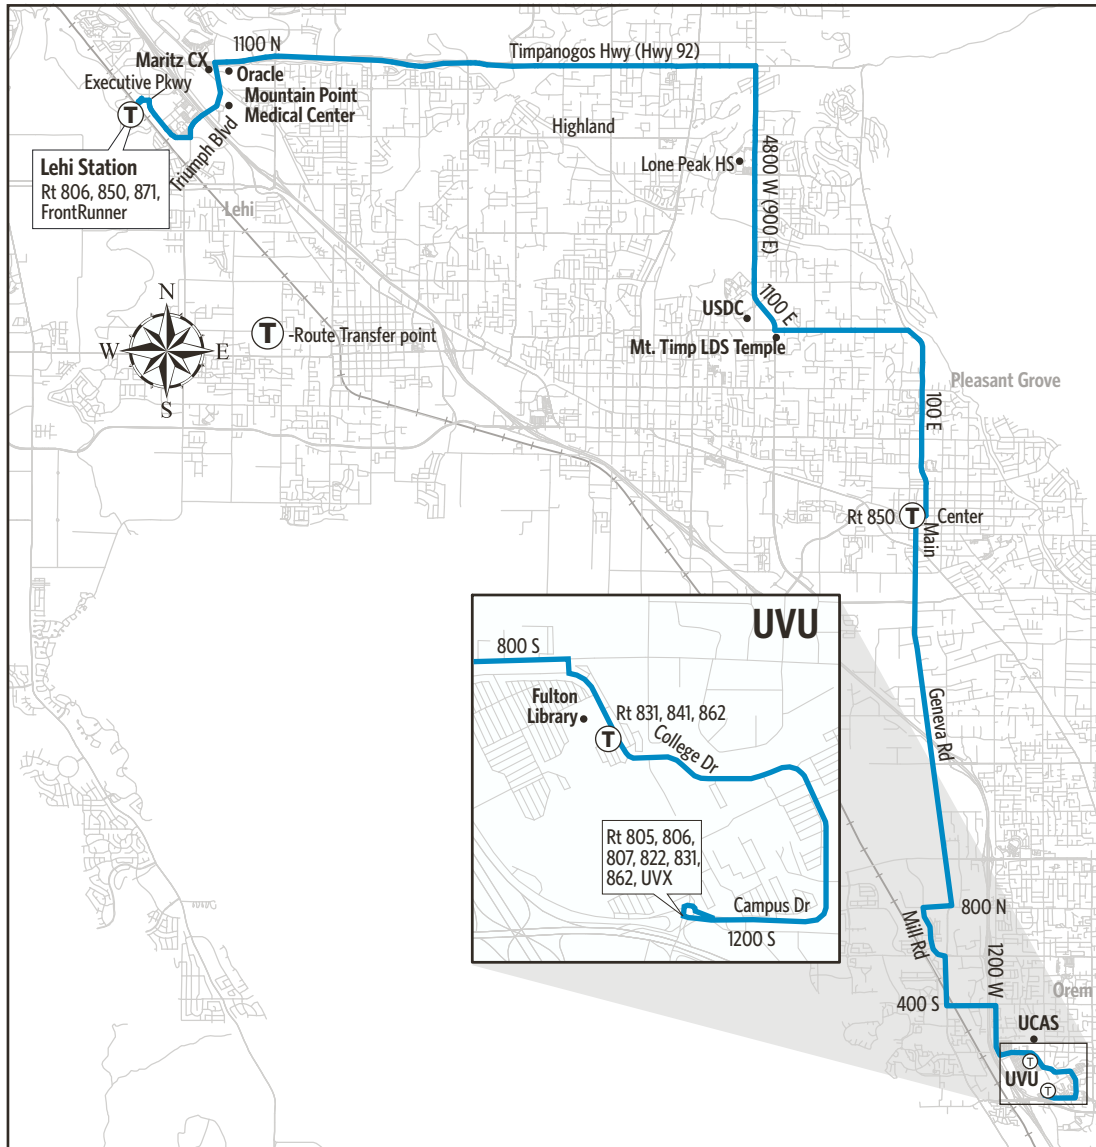 1100 N
Timpanogos Hwy (Hwy 92)
Maritz CX
Oracle
Executive Pkwy
Mountain Point
Medical Center
T
Triumph Blvd
Highland
Lone Peak HS
4800 W (900 E)
Lehi Station
Rt 806, 850, 871,
FrontRunner
Lehi
N
W
E
S
T
-Route Transfer point
USDC
1100 E
Mt. Timp LDS Temple
Pleasant Grove
100 E
Rt 850
T
Center
Main
UVU
800 S
Fulton
Library
Rt 831, 841, 862
T
College Dr
Rt 805, 806,
807, 822, 831,
862, UVX
Campus Dr
1200 S
Geneva Rd
800 N
Mill Rd
1200 W
Orem
400 S
UCAS
T
UVU
T